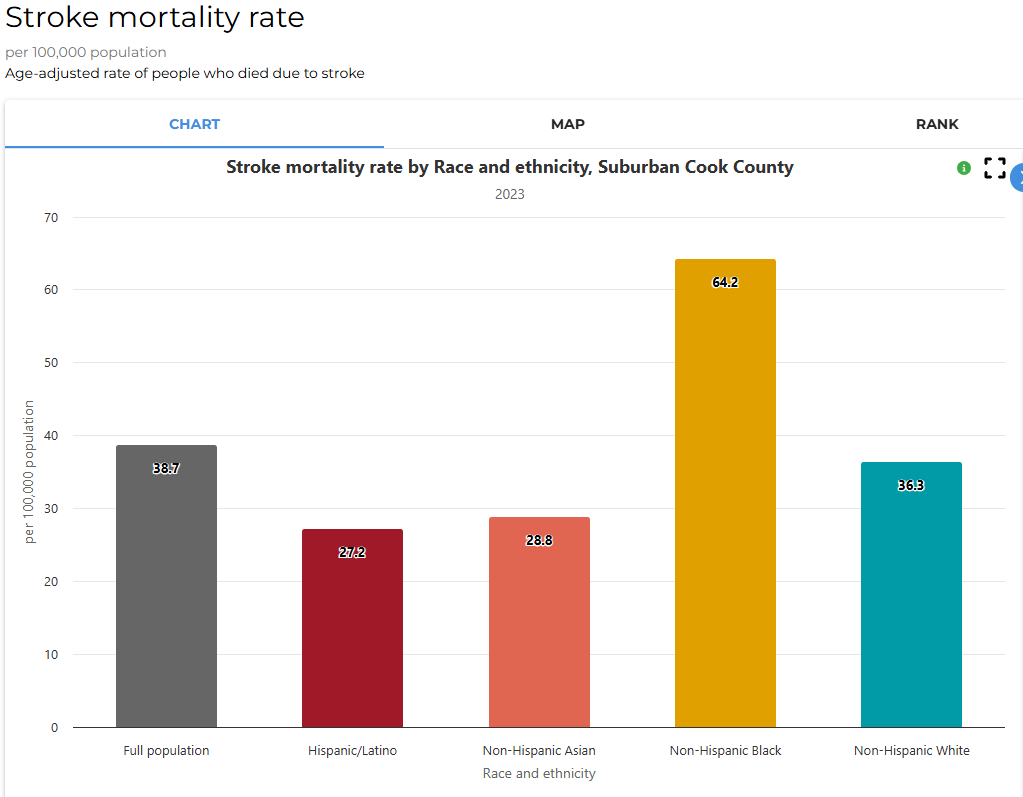 Stroke mortality rate
per 100,000 population
Age-adjusted rate of people who died due to stroke
CHART
MAP
RANK
Stroke mortality rate by Race and ethnicity, Suburban Cook County
2023
70
60
50
40
30
20
10
0
per 100,000 population
38.7
27.2
28.8
64.2
36.3
Full population
Hispanic/Latino
Non-Hispanic Asian
Non-Hispanic Black
Non-Hispanic White
Race and ethnicity